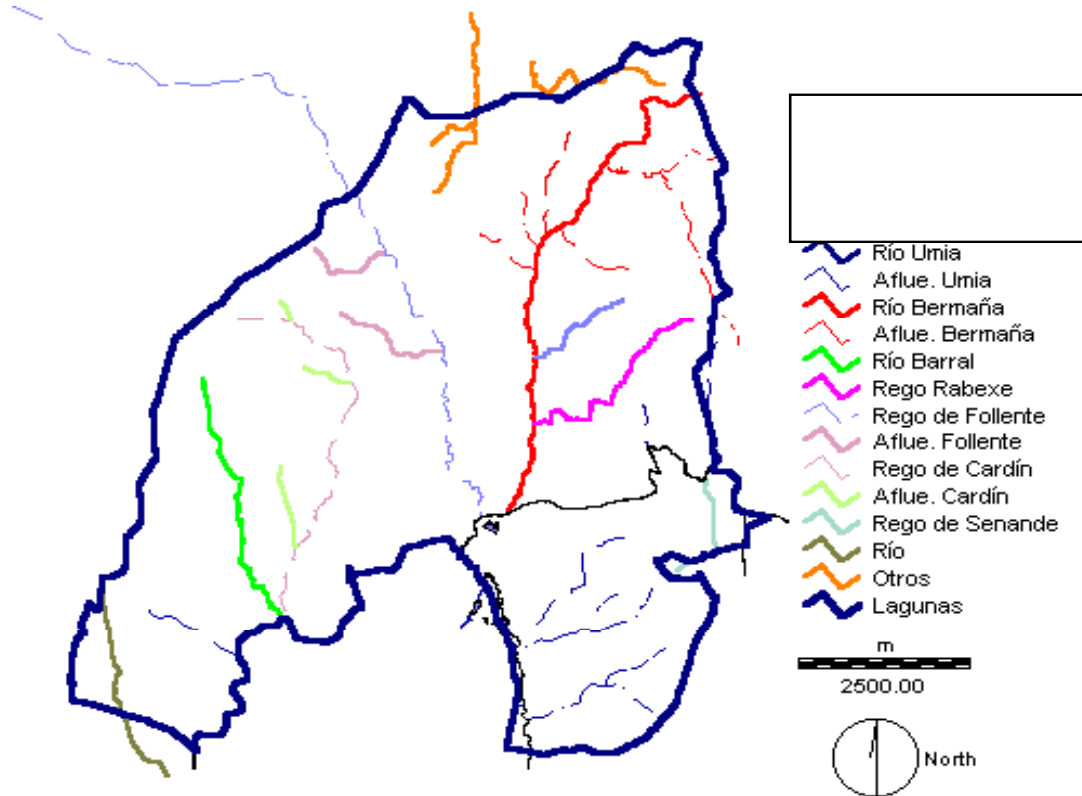 Río Umia
Aflue. Umia
Río Bermaña
Aflue. Bermaña
Río Barral
Rego Rabexe
Rego de Follente
Aflue. Follente
Rego de Cardín
Aflue. Cardín
Rego de Senande
Río
Otros
Lagunas
m
2500.00
North